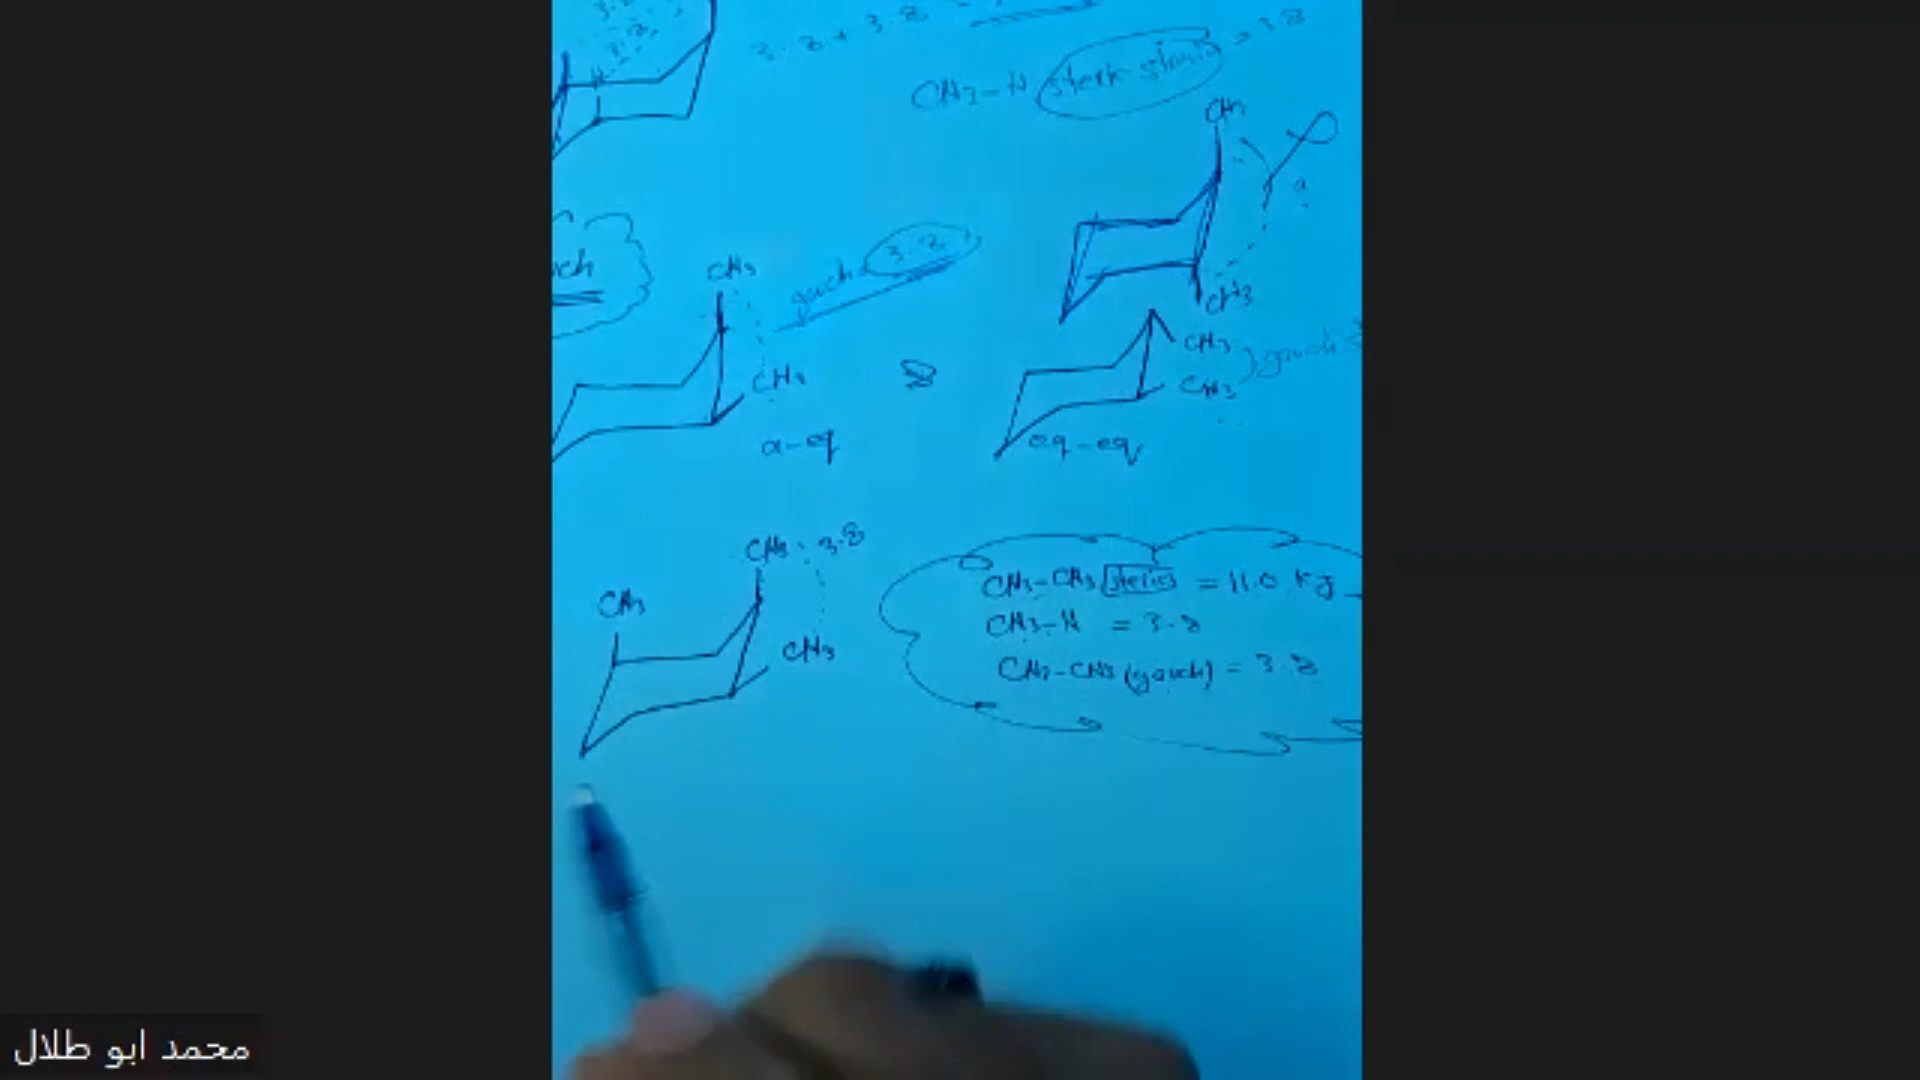 3.8 + 3.8
CH3-H steric strain = 3.8
CH3
a
CH3
gauch 3.8
CH3
CH3
a-eq
CH3
CH3
gauch
eq-eq
CH3 3.8
CH3
CH3
CH3-CH3 steric = 11.0 kJ
CH3-H = 3.8
CH3-CH3 (gauch) = 3.8
محمد ابو طلال